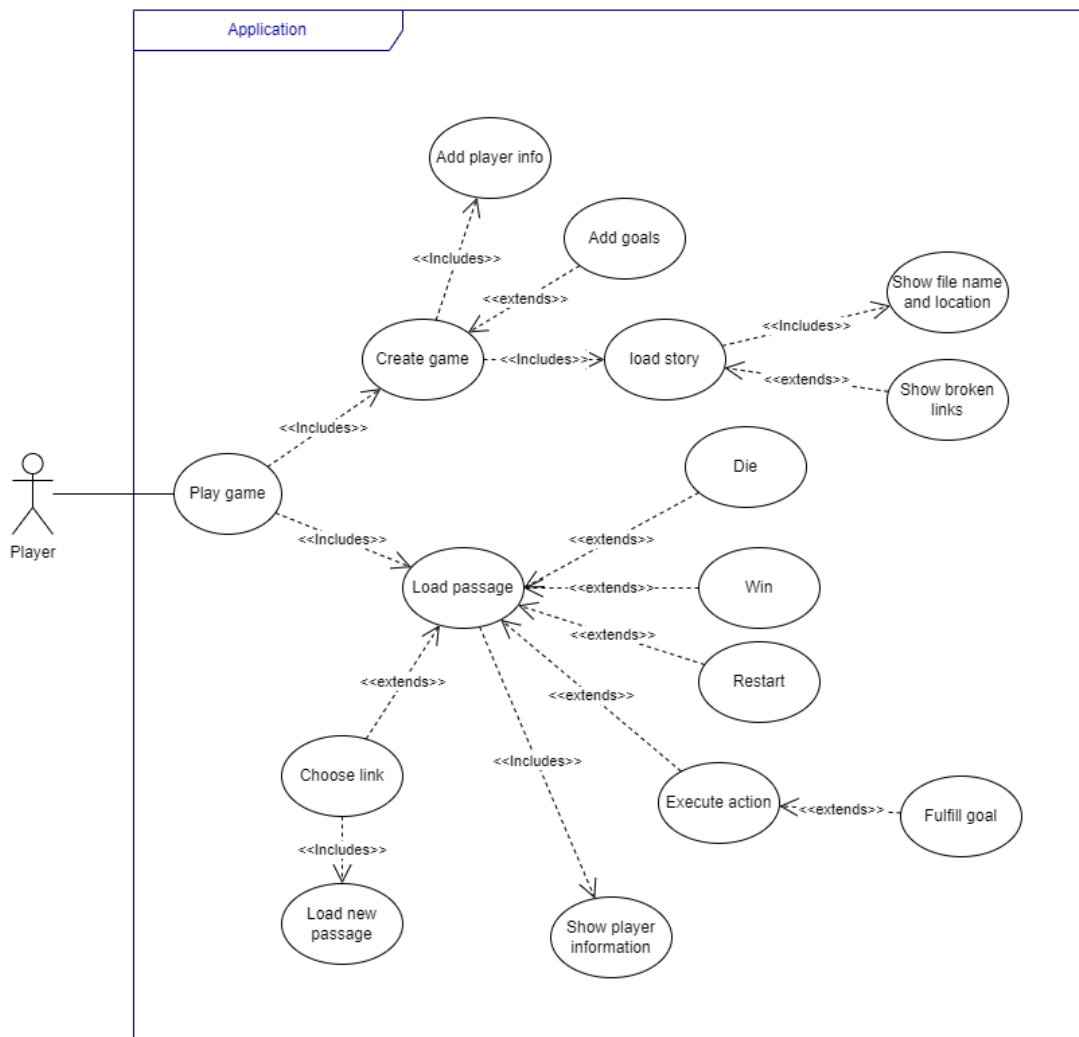 Application
Add player info
Add goals
<<Includes>>
<<extends>>
Show file name
and location
<<Includes>>
Create game
<<Includes>>
load story
<<extends>>
Show broken
links
<<Includes>>
Die
Play game
Player
<<Includes>>
<<extends>>
Load passage
<<extends>>
Win
<<extends>>
Restart
<<extends>>
<<extends>>
Choose link
<<Includes>>
Execute action
<<extends>>
Fulfill goal
<<Includes>>
Load new
passage
Show player
information